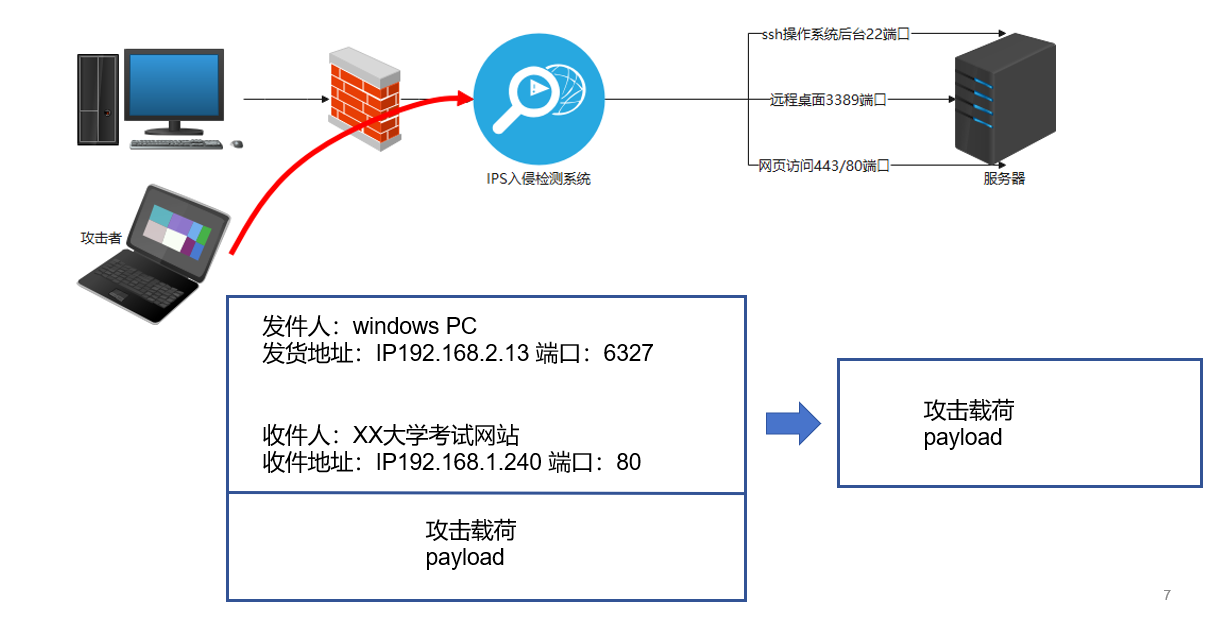 ssh操作系统后台22端口
远程桌面3389端口
网页访问443/80端口
IPS入侵检测系统
服务器
攻击者
发件人：windows PC
发货地址：IP192.168.2.13 端口：6327
收件人：XX大学考试网站
收件地址：IP192.168.1.240 端口：80
攻击载荷
payload
攻击载荷
payload
7